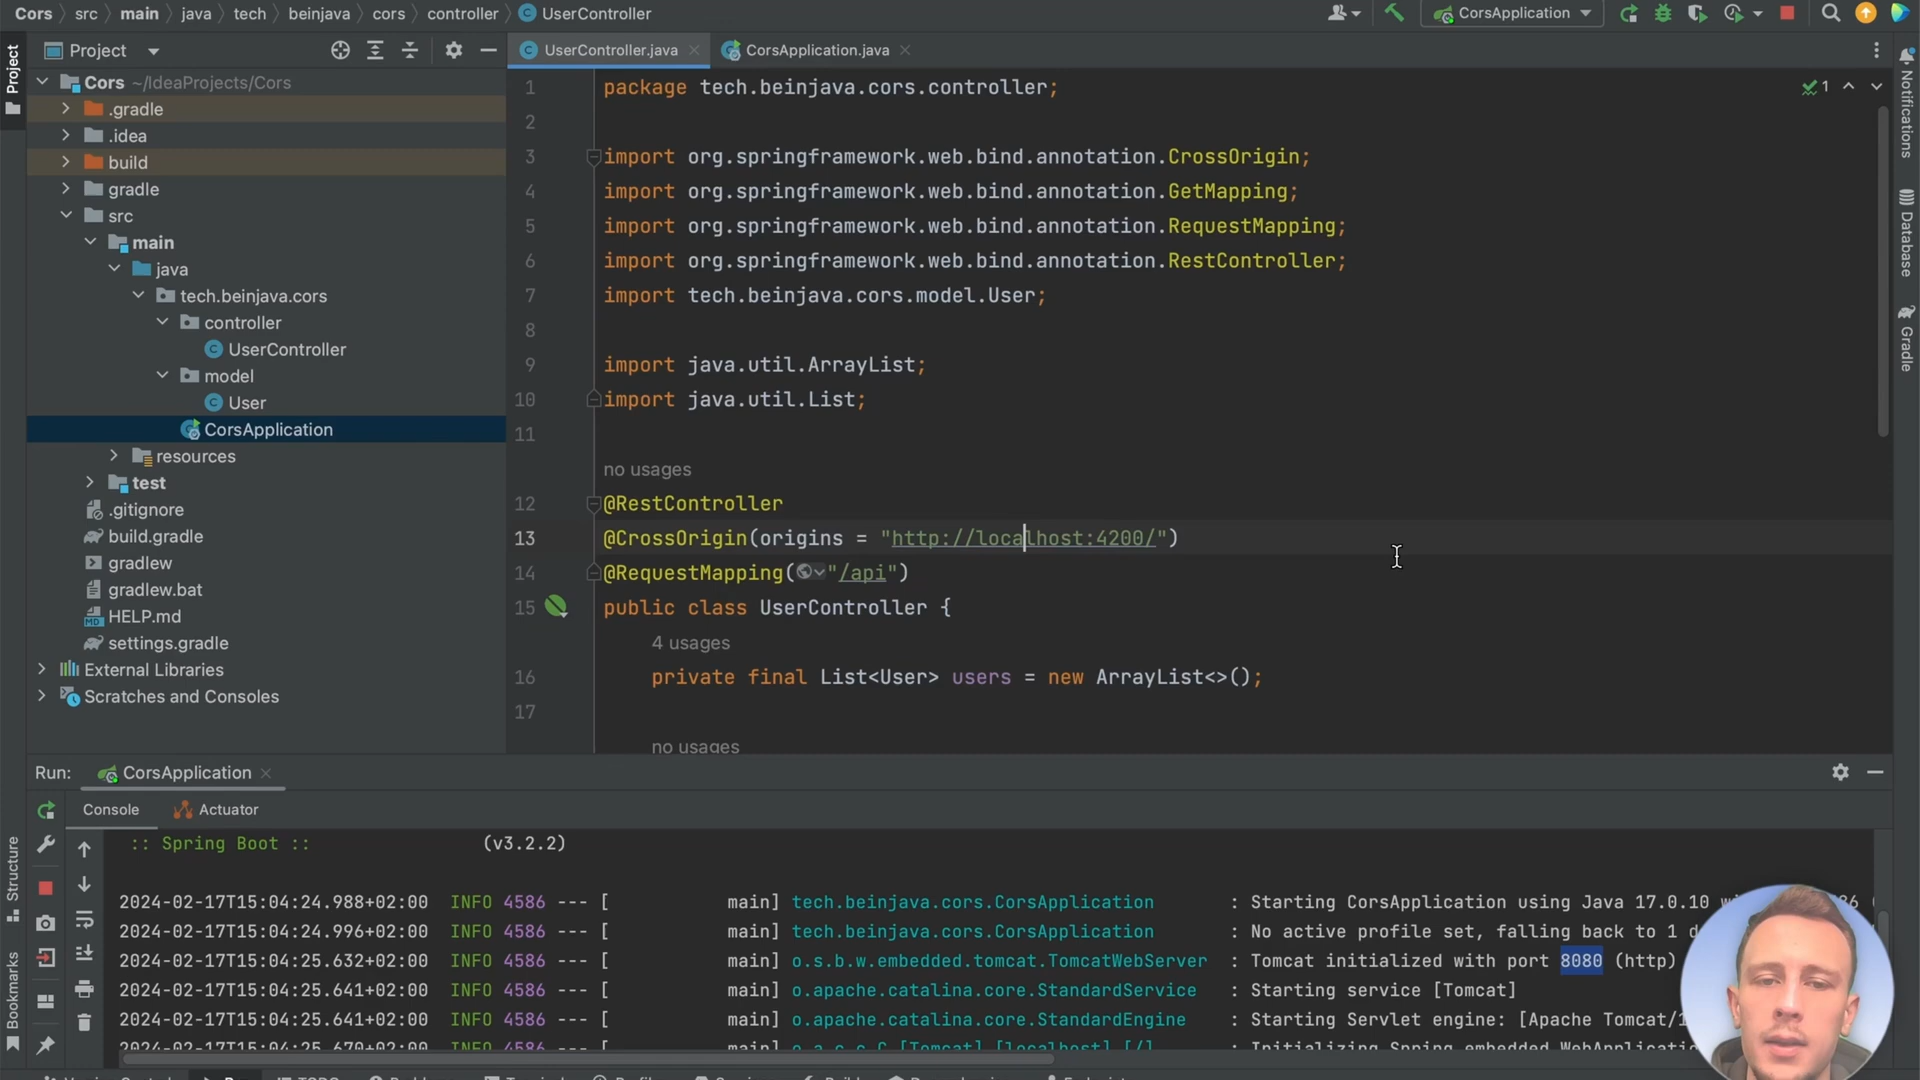 Cors src main java tech beinjava cors controller UserController
CorsApplication
Project
UserController.java
CorsApplication.java
Project
Cors ~/IdeaProjects/Cors
.gradle
.idea
build
gradle
src
main
java
tech.beinjava.cors
controller
UserController
model
User
CorsApplication
resources
test
.gitignore
build.gradle
gradlew
gradlew.bat
HELP.md
settings.gradle
External Libraries
Scratches and Consoles
1 package tech.beinjava.cors.controller;
1
2
3 import org.springframework.web.bind.annotation.CrossOrigin;
4 import org.springframework.web.bind.annotation.GetMapping;
5 import org.springframework.web.bind.annotation.RequestMapping;
6 import org.springframework.web.bind.annotation.RestController;
7 import tech.beinjava.cors.model.User;
8
9 import java.util.ArrayList;
10 import java.util.List;
11
no usages
12 @RestController
13 @CrossOrigin(origins = "http://localhost:4200/")
14 @RequestMapping("/api")
15 public class UserController {
4 usages
16 private final List<User> users = new ArrayList<>();
17
no usages
Notifications
Database
Gradle
Structure
Bookmarks
Run: CorsApplication
Console Actuator
:: Spring Boot :: (v3.2.2)
2024-02-17T15:04:24.988+02:00 INFO 4586 --- [ main] tech.beinjava.cors.CorsApplication : Starting CorsApplication using Java 17.0.10
2024-02-17T15:04:24.996+02:00 INFO 4586 --- [ main] tech.beinjava.cors.CorsApplication : No active profile set, falling back to 1
2024-02-17T15:04:25.632+02:00 INFO 4586 --- [ main] o.s.b.w.embedded.tomcat.TomcatWebServer : Tomcat initialized with port 8080 (http)
2024-02-17T15:04:25.641+02:00 INFO 4586 --- [ main] o.apache.catalina.core.StandardService : Starting service [Tomcat]
2024-02-17T15:04:25.641+02:00 INFO 4586 --- [ main] o.apache.catalina.core.StandardEngine : Starting Servlet engine: [Apache Tomcat/1
2024-02-17T15:04:25.670+02:00 INFO 4586 --- [ main] o.a.c.c.C.[Tomcat].[localhost].[/] : Initializing Spring embedded WebApplication